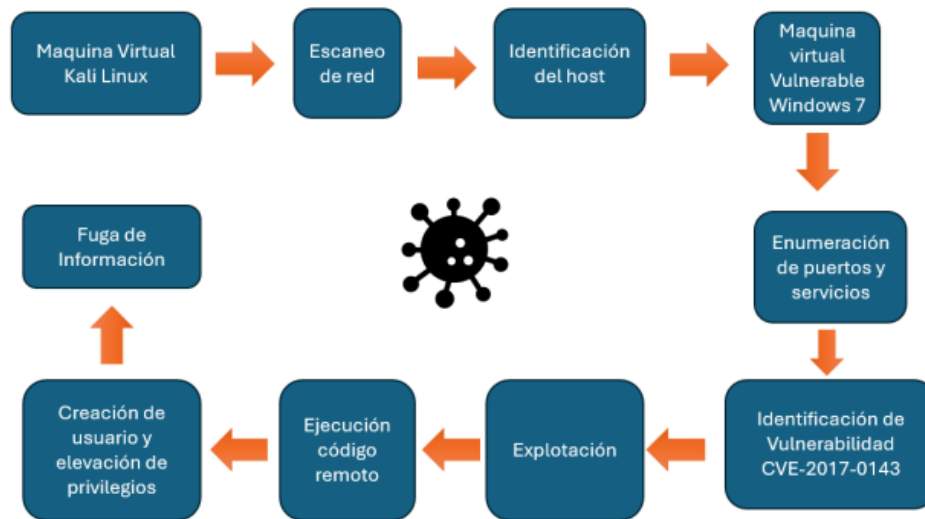 Maquina Virtual
Kali Linux
Escaneo
de red
Identificación
del host
Maquina
virtual
Vulnerable
Windows 7
Enumeración
de puertos y
servicios
Identificación de
Vulnerabilidad
CVE-2017-0143
Explotación
Ejecución
código
remoto
Creación de
usuario y
elevación de
privilegios
Fuga de
Información